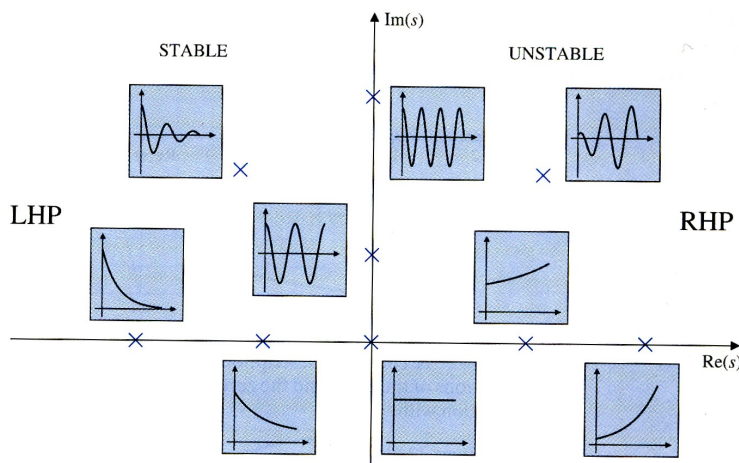 Im(s)
STABLE
UNSTABLE
LHP
RHP
Re(s)